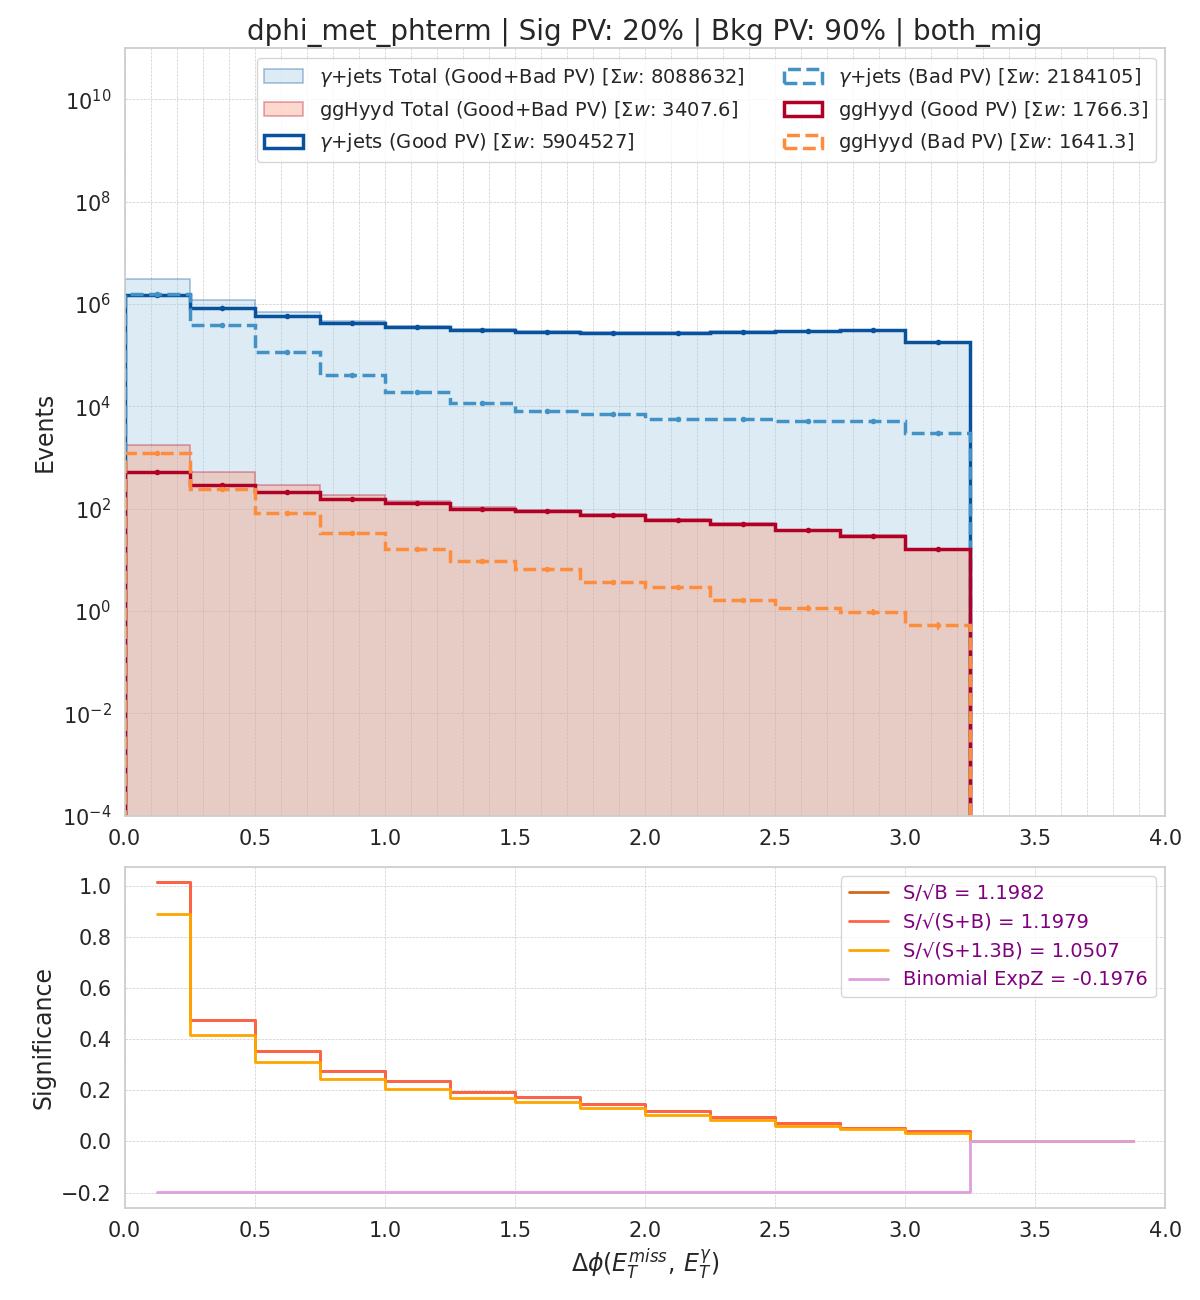 dphi_met_phterm | Sig PV: 20% | Bkg PV: 90% | both_mig
γ+jets Total (Good+Bad PV) [Σw: 8088632]
ggHyyd Total (Good+Bad PV) [Σw: 3407.6]
γ+jets (Good PV) [Σw: 5904527]
γ+jets (Bad PV) [Σw: 2184105]
ggHyyd (Good PV) [Σw: 1766.3]
ggHyyd (Bad PV) [Σw: 1641.3]
Events
10^10
10^8
10^6
10^4
10^2
10^0
10^−2
10^−4
0.0 0.5 1.0 1.5 2.0 2.5 3.0 3.5 4.0
S/√B = 1.1982
S/√(S+B) = 1.1979
S/√(S+1.3B) = 1.0507
Binomial ExpZ = -0.1976
Significance
1.0
0.8
0.6
0.4
0.2
0.0
−0.2
0.0 0.5 1.0 1.5 2.0 2.5 3.0 3.5 4.0
Δϕ(E_T^miss, E_T^γ)